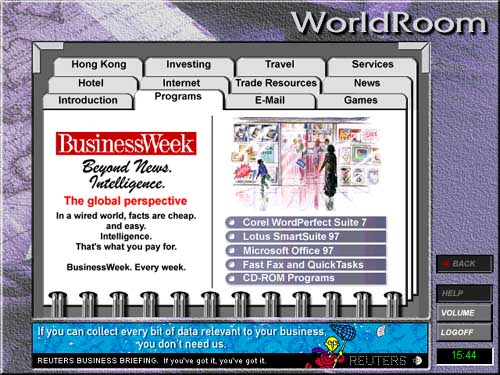 WorldRoom
Hong Kong
Investing
Travel
Services
Hotel
Internet
Trade Resources
News
Introduction
Programs
E-Mail
Games
BusinessWeek
Beyond News.
Intelligence.
The global perspective
In a wired world, facts are cheap.
and easy.
Intelligence.
That's what you pay for.
BusinessWeek. Every week.
Corel WordPerfect Suite 7
Lotus SmartSuite 97
Microsoft Office 97
Fast Fax and QuickTasks
CD-ROM Programs
BACK
HELP
VOLUME
LOGOFF
15:44
If you can collect every bit of data relevant to your business,
you don't need us.
REUTERS BUSINESS BRIEFING. If you've got it, you've got it.
REUTERS